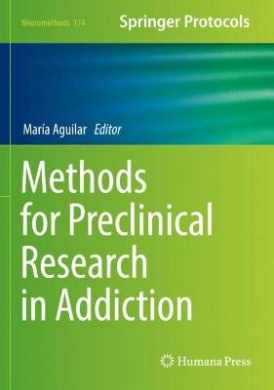 Neuromethods 174
Springer Protocols
María Aguilar Editor
Methods
for Preclinical
Research
in Addiction
Humana Press